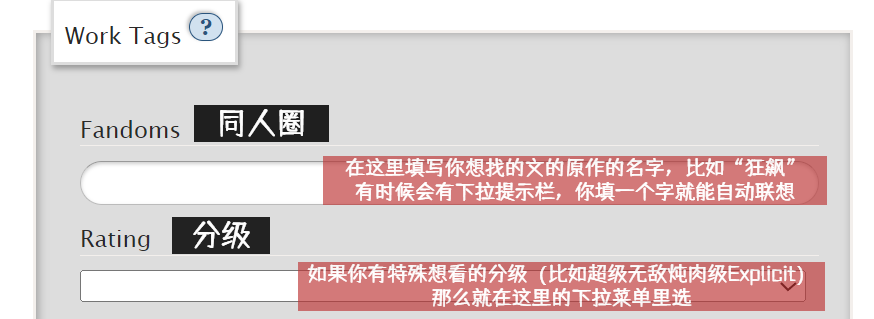 Work Tags ?
Fandoms 同人圈
在这里填写你想找的文的原作的名字，比如“狂飙”
有时候会有下拉提示栏，你填一个字就能自动联想
Rating 分级
如果你有特殊想看的分级（比如超级无敌炖肉级Explicit）
那么就在这里的下拉菜单里选